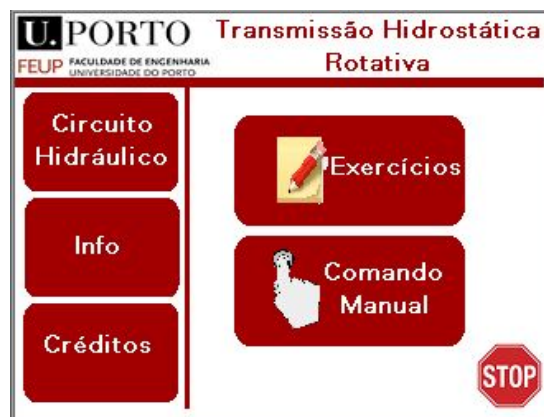 U. PORTO
FEUP FACULDADE DE ENGENHARIA
UNIVERSIDADE DO PORTO
Transmissão Hidrostática
Rotativa
Circuito
Hidráulico
Info
Créditos
Exercícios
Comando
Manual
STOP